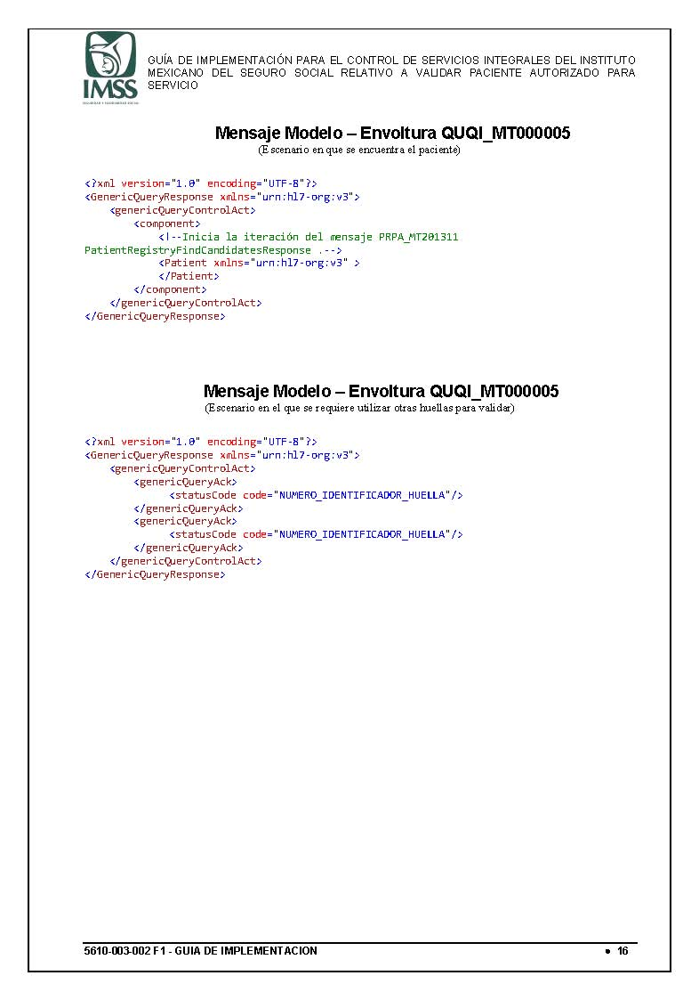 GUÍA DE IMPLEMENTACIÓN PARA EL CONTROL DE SERVICIOS INTEGRALES DEL INSTITUTO
MEXICANO DEL SEGURO SOCIAL RELATIVO A VALIDAR PACIENTE AUTORIZADO PARA
SERVICIO
IMSS
SEGURIDAD Y SOLIDARIDAD SOCIAL
Mensaje Modelo – Envoltura QUQI_MT000005
(Escenario en que se encuentra el paciente)
<?xml version="1.0" encoding="UTF-8"?>
<GenericQueryResponse xmlns="urn:hl7-org:v3">
<genericQueryControlAct>
<component>
<!--Inicia la iteración del mensaje PRPA_MT201311
PatientRegistryFindCandidatesResponse .-->
<Patient xmlns="urn:hl7-org:v3" >
</Patient>
</component>
</genericQueryControlAct>
</GenericQueryResponse>
Mensaje Modelo – Envoltura QUQI_MT000005
(Escenario en el que se requiere utilizar otras huellas para validar)
<?xml version="1.0" encoding="UTF-8"?>
<GenericQueryResponse xmlns="urn:hl7-org:v3">
<genericQueryControlAct>
<genericQueryAck>
<statusCode code="NUMERO_IDENTIFICADOR_HUELLA"/>
</genericQueryAck>
<genericQueryAck>
<statusCode code="NUMERO_IDENTIFICADOR_HUELLA"/>
</genericQueryAck>
</genericQueryControlAct>
</GenericQueryResponse>
5610-003-002 F1 - GUIA DE IMPLEMENTACION ● 16